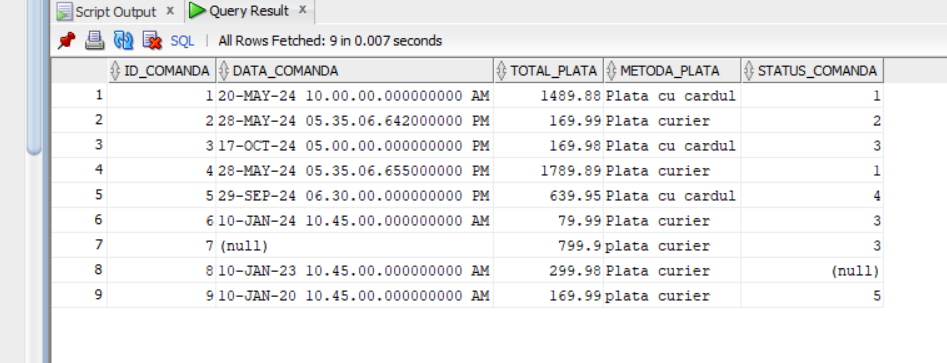 Script Output x Query Result x
SQL | All Rows Fetched: 9 in 0.007 seconds
ID_COMANDA DATA_COMANDA TOTAL_PLATA METODA_PLATA STATUS_COMANDA
1 1 20-MAY-24 10.00.00.000000000 AM 1489.88 Plata cu cardul 1
2 2 28-MAY-24 05.35.06.642000000 PM 169.99 Plata curier 2
3 3 17-OCT-24 05.00.00.000000000 PM 169.98 Plata cu cardul 3
4 4 28-MAY-24 05.35.06.655000000 PM 1789.89 Plata curier 1
5 5 29-SEP-24 06.30.00.000000000 PM 639.95 Plata cu cardul 4
6 6 10-JAN-24 10.45.00.000000000 AM 79.99 Plata curier 3
7 7 (null) 799.9 plata curier 3
8 8 10-JAN-23 10.45.00.000000000 AM 299.98 Plata curier (null)
9 9 10-JAN-20 10.45.00.000000000 AM 169.99 plata curier 5